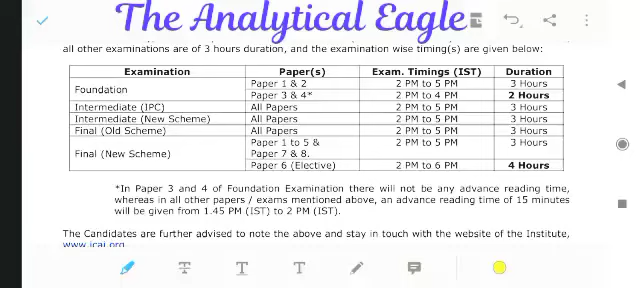 The Analytical Eagle
all other examinations are of 3 hours duration, and the examination wise timing(s) are given below:
Examination Paper(s) Exam. Timings (IST) Duration
Foundation Paper 1 & 2 2 PM to 5 PM 3 Hours
Paper 3 & 4* 2 PM to 4 PM 2 Hours
Intermediate (IPC) All Papers 2 PM to 5 PM 3 Hours
Intermediate (New Scheme) All Papers 2 PM to 5 PM 3 Hours
Final (Old Scheme) All Papers 2 PM to 5 PM 3 Hours
Final (New Scheme) Paper 1 to 5 & 2 PM to 5 PM 3 Hours
Paper 7 & 8.
Paper 6 (Elective) 2 PM to 6 PM 4 Hours
*In Paper 3 and 4 of Foundation Examination there will not be any advance reading time,
whereas in all other papers / exams mentioned above, an advance reading time of 15 minutes
will be given from 1.45 PM (IST) to 2 PM (IST).
The Candidates are further advised to note the above and stay in touch with the website of the Institute,
www.icai.org